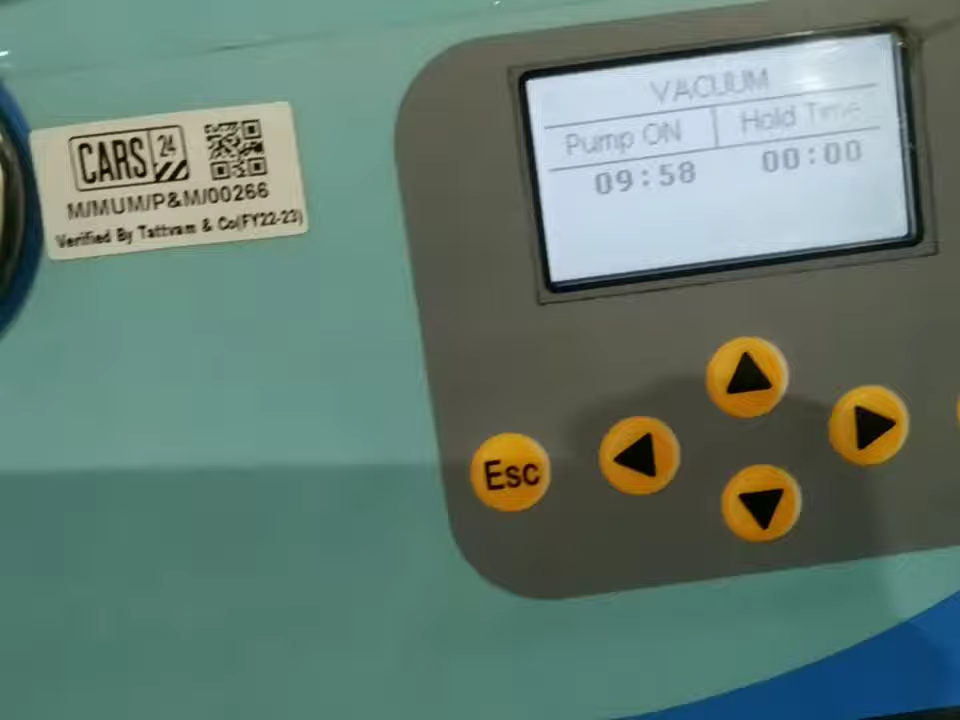 CARS 24
M/MUM/P&M/00266
Verified By Tattvam & Co(FY22-23)
VACUUM
Pump ON Hold Time
09:58 00:00
Esc